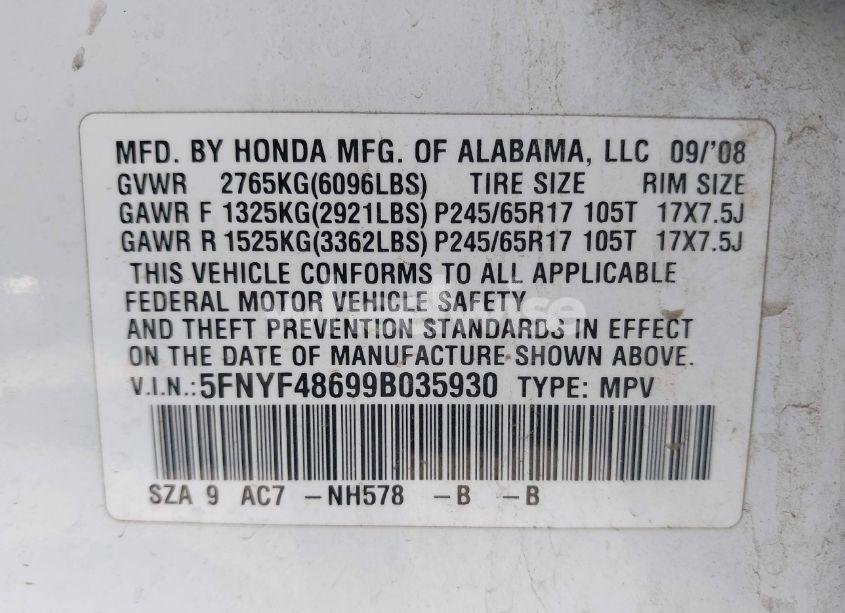 MFD. BY HONDA MFG. OF ALABAMA, LLC 09/'08
GVWR 2765KG(6096LBS) TIRE SIZE RIM SIZE
GAWR F 1325KG(2921LBS) P245/65R17 105T 17X7.5J
GAWR R 1525KG(3362LBS) P245/65R17 105T 17X7.5J
THIS VEHICLE CONFORMS TO ALL APPLICABLE
FEDERAL MOTOR VEHICLE SAFETY
AND THEFT PREVENTION STANDARDS IN EFFECT
ON THE DATE OF MANUFACTURE SHOWN ABOVE.
V.I.N.: 5FNYF48699B035930 TYPE: MPV
SZA 9 AC7 -NH578 -B -B